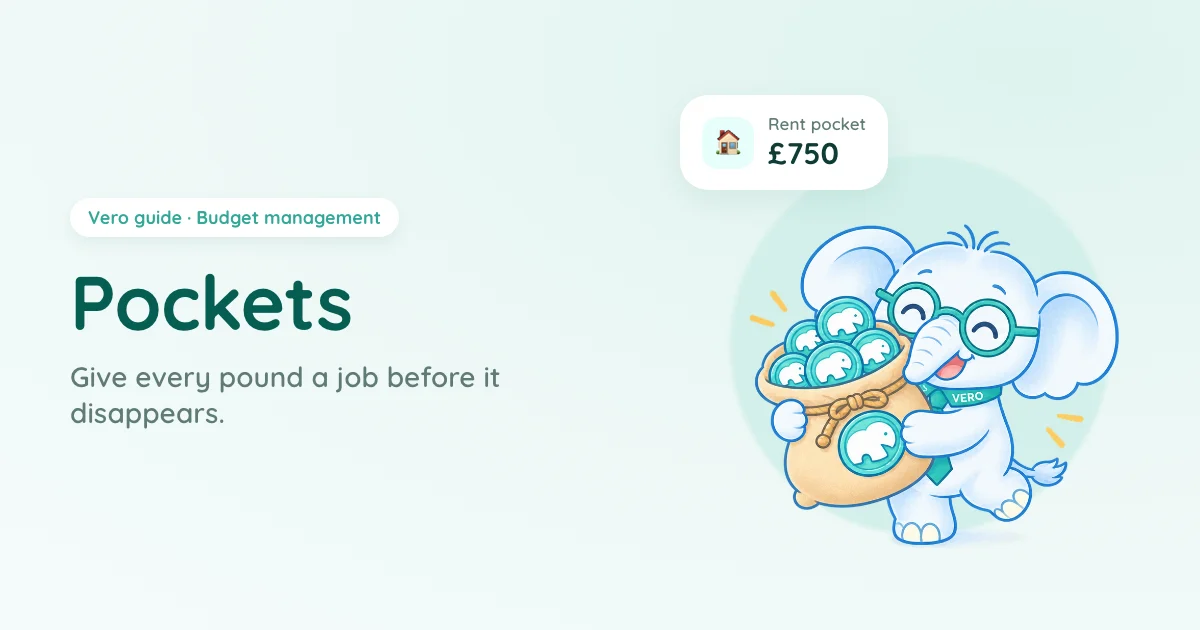 Rent pocket
£750
Vero guide · Budget management
Pockets
Give every pound a job before it
disappears.
VERO